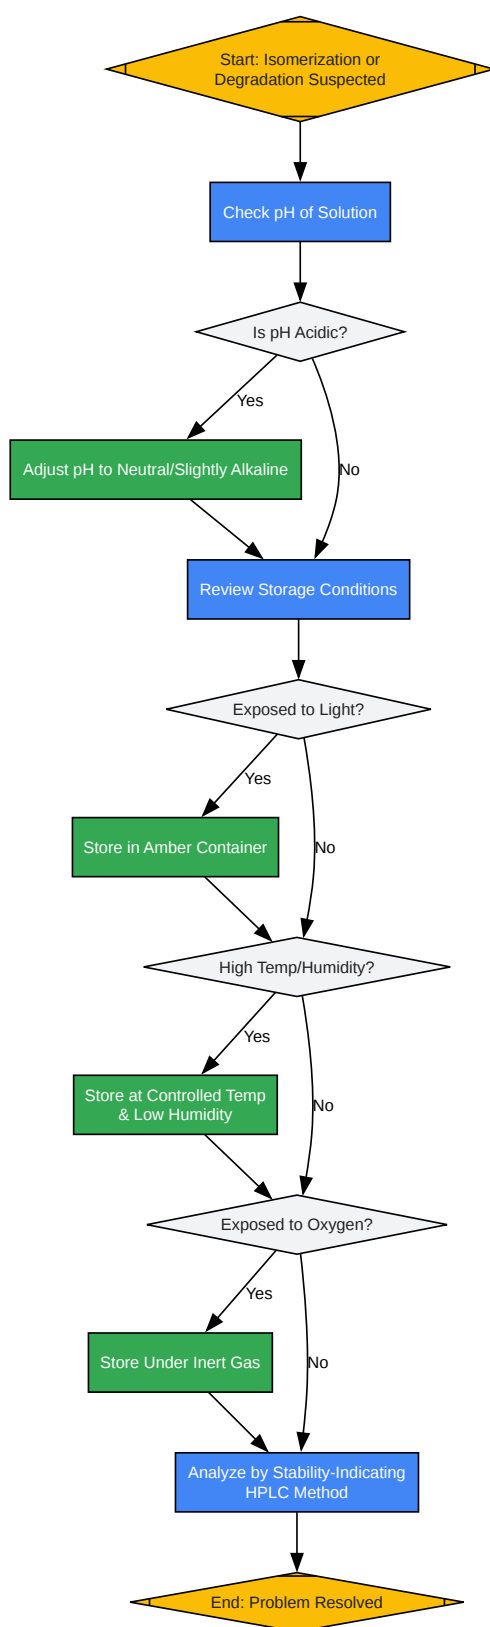 Start: Isomerization or
Degradation Suspected
Check pH of Solution
Is pH Acidic?
Yes
Adjust pH to Neutral/Slightly Alkaline
No
Review Storage Conditions
Exposed to Light?
Yes
Store in Amber Container
No
High Temp/Humidity?
Yes
Store at Controlled Temp
& Low Humidity
No
Exposed to Oxygen?
Yes
Store Under Inert Gas
No
Analyze by Stability-Indicating
HPLC Method
End: Problem Resolved